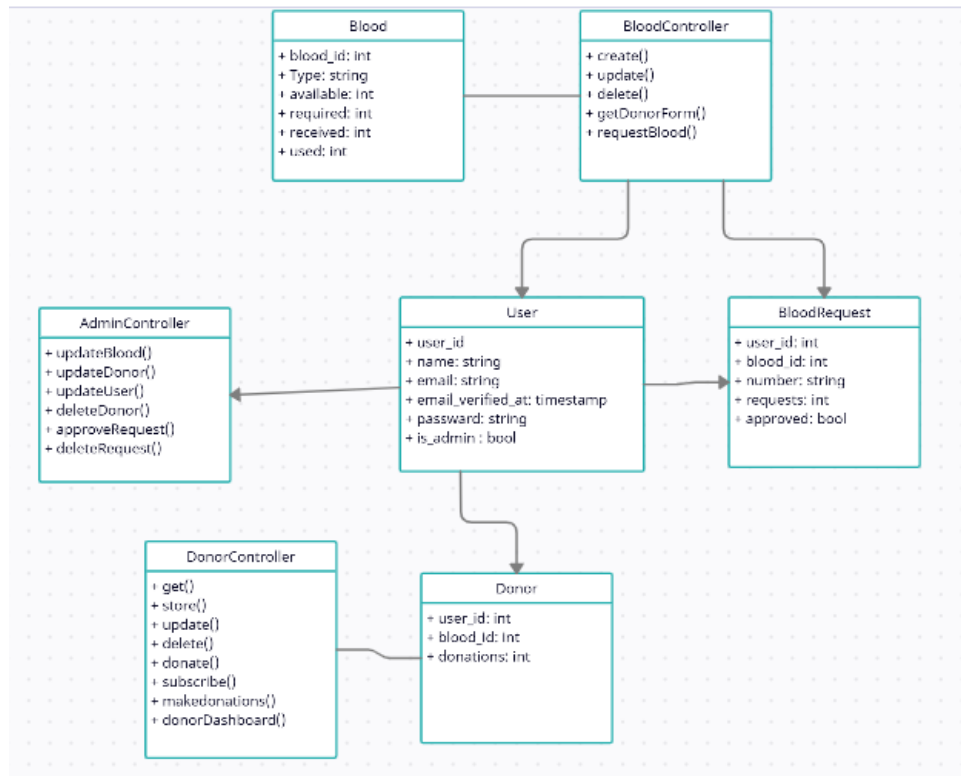 Blood
+ blood_id: int
+ Type: string
+ available: int
+ required: int
+ received: int
+ used: int
BloodController
+ create()
+ update()
+ delete()
+ getDonorForm()
+ requestBlood()
AdminController
+ updateBlood()
+ updateDonor()
+ updateUser()
+ deleteDonor()
+ approveRequest()
+ deleteRequest()
User
+ user_id
+ name: string
+ email: string
+ email_verified_at: timestamp
+ passward: string
+ is_admin : bool
BloodRequest
+ user_id: int
+ blood_id: int
+ number: string
+ requests: int
+ approved: bool
DonorController
+ get()
+ store()
+ update()
+ delete()
+ donate()
+ subscribe()
+ makedonations()
+ donorDashboard()
Donor
+ user_id: int
+ blood_id: int
+ donations: int